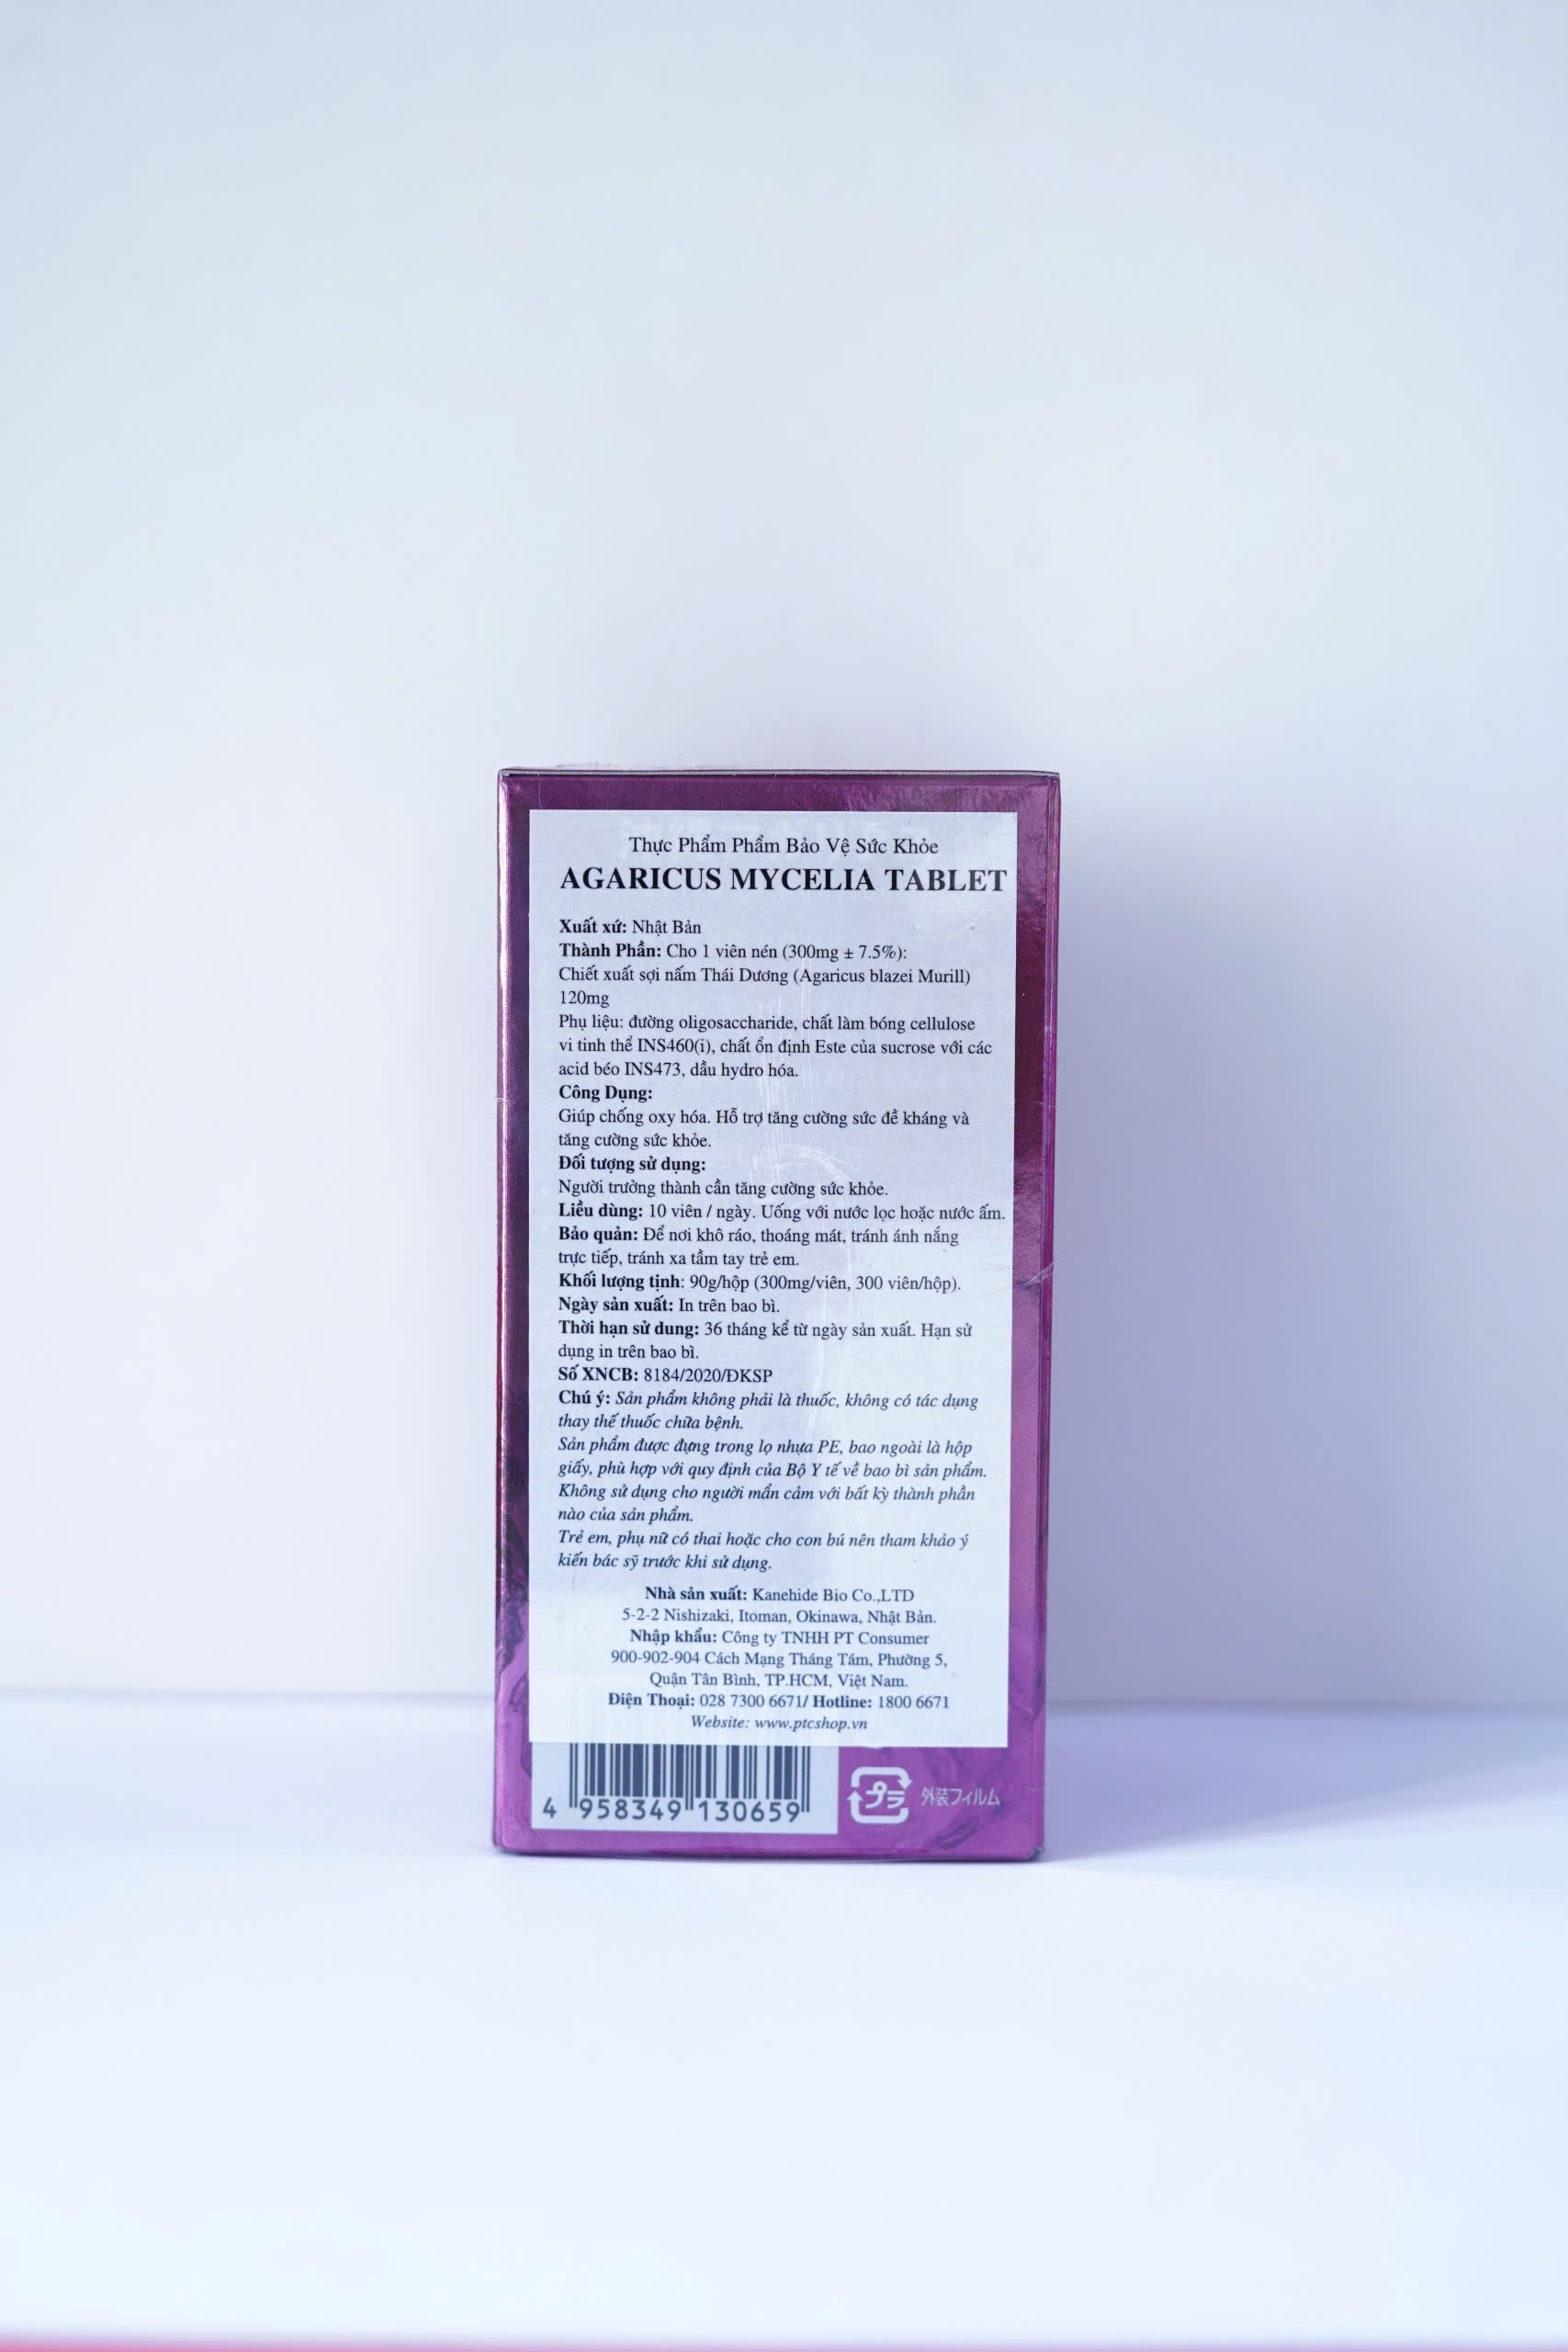 Thực Phẩm Phẩm Bảo Vệ Sức Khỏe
AGARICUS MYCELIA TABLET
Xuất xứ: Nhật Bản
Thành Phần: Cho 1 viên nén (300mg ± 7.5%):
Chiết xuất sợi nấm Thái Dương (Agaricus blazei Murill)
120mg
Phụ liệu: đường oligosaccharide, chất làm bóng cellulose
vi tinh thể INS460(i), chất ổn định Este của sucrose với các
acid béo INS473, dầu hydro hóa.
Công Dụng:
Giúp chống oxy hóa. Hỗ trợ tăng cường sức đề kháng và
tăng cường sức khỏe.
Đối tượng sử dụng:
Người trưởng thành cần tăng cường sức khỏe.
Liều dùng: 10 viên / ngày. Uống với nước lọc hoặc nước ấm.
Bảo quản: Để nơi khô ráo, thoáng mát, tránh ánh nắng
trực tiếp, tránh xa tầm tay trẻ em.
Khối lượng tịnh: 90g/hộp (300mg/viên, 300 viên/hộp).
Ngày sản xuất: In trên bao bì.
Thời hạn sử dung: 36 tháng kể từ ngày sản xuất. Hạn sử
dụng in trên bao bì.
Số XNCB: 8184/2020/ĐKSP
Chú ý: Sản phẩm không phải là thuốc, không có tác dụng
thay thế thuốc chữa bệnh.
Sản phẩm được đựng trong lọ nhựa PE, bao ngoài là hộp
giấy, phù hợp với quy định của Bộ Y tế về bao bì sản phẩm.
Không sử dụng cho người mẩn cảm với bất kỳ thành phần
nào của sản phẩm.
Trẻ em, phụ nữ có thai hoặc cho con bú nên tham khảo ý
kiến bác sỹ trước khi sử dụng.
Nhà sản xuất: Kanehide Bio Co.,LTD
5-2-2 Nishizaki, Itoman, Okinawa, Nhật Bản.
Nhập khẩu: Công ty TNHH PT Consumer
900-902-904 Cách Mạng Tháng Tám, Phường 5,
Quận Tân Bình, TP.HCM, Việt Nam.
Điện Thoại: 028 7300 6671/ Hotline: 1800 6671
Website: www.ptcshop.vn
4 958349 130659
プラ 外装フィルム